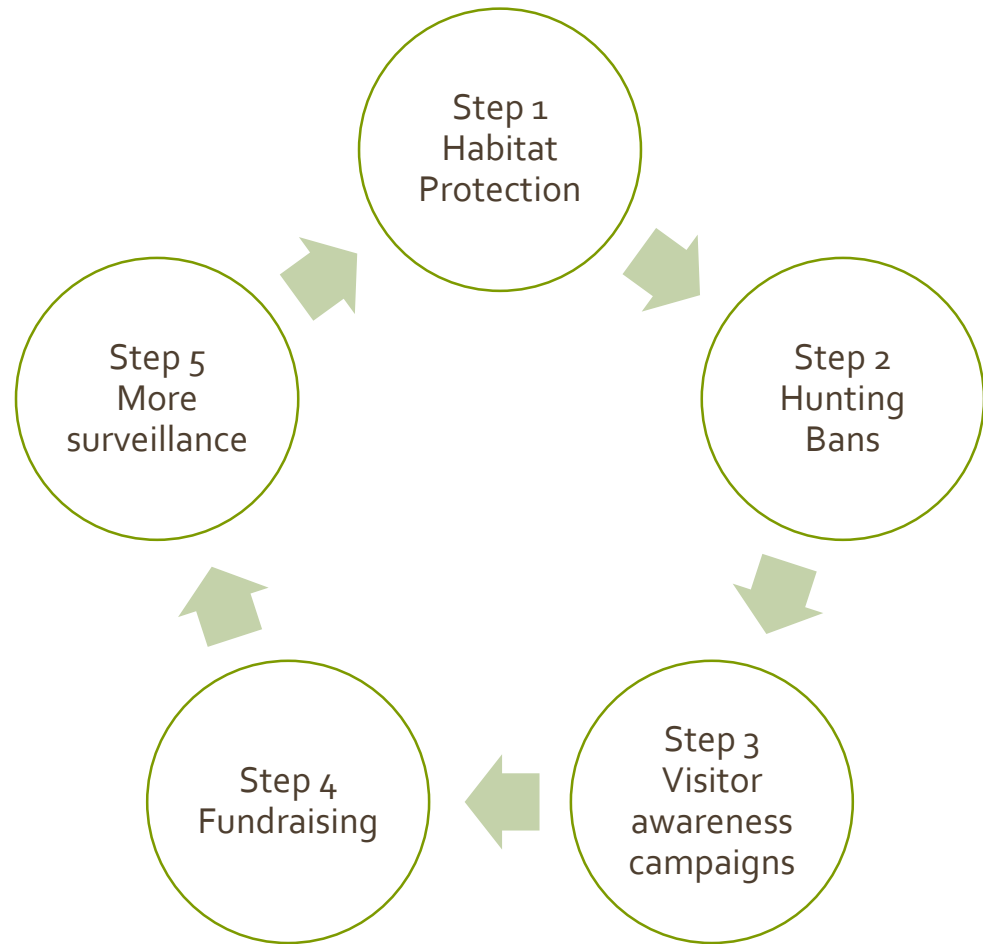 Step 1
Habitat
Protection
Step 2
Hunting
Bans
Step 3
Visitor
awareness
campaigns
Step 4
Fundraising
Step 5
More
surveillance